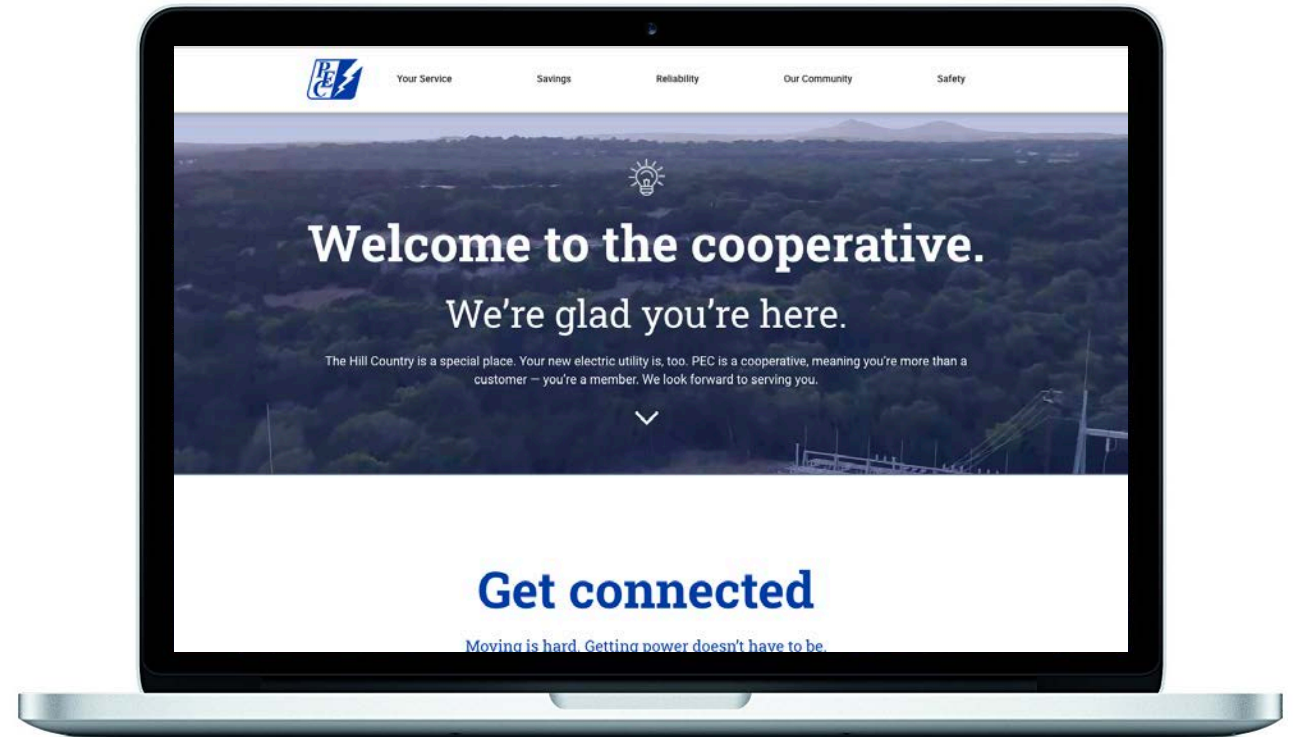 PEC
Your Service
Savings
Reliability
Our Community
Safety
Welcome to the cooperative.
We're glad you're here.
The Hill Country is a special place. Your new electric utility is, too. PEC is a cooperative, meaning you're more than a
customer — you're a member. We look forward to serving you.
Get connected
Moving is hard. Getting power doesn't have to be.